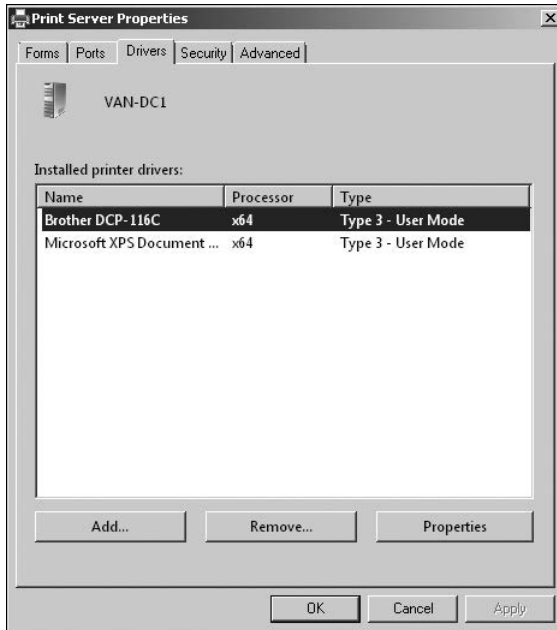 Print Server Properties
Forms Ports Drivers Security Advanced
VAN-DC1
Installed printer drivers:
Name Processor Type
Brother DCP-116C x64 Type 3 - User Mode
Microsoft XPS Document ... x64 Type 3 - User Mode
Add... Remove... Properties
OK Cancel Apply